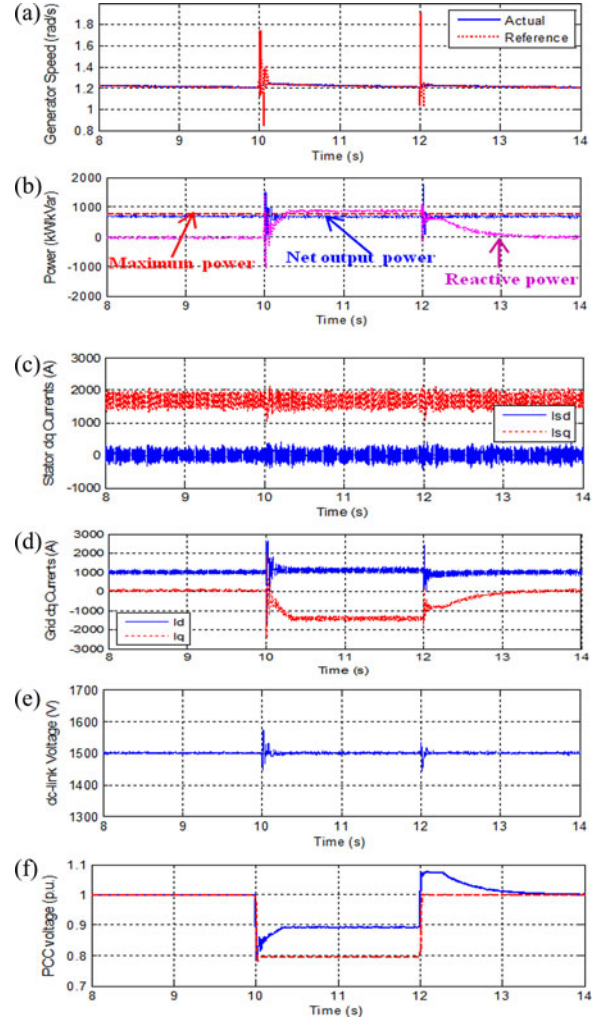 (a)
Generator Speed (rad/s)
1.8
1.6
1.4
1.2
1.0
0.8
Actual
Reference
8 9 10 11 12 13 14
Time (s)
(b)
Power (kW/kVar)
2000
1000
0
-1000
-2000
Maximum power
Net output power
Reactive power
8 9 10 11 12 13 14
Time (s)
(c)
Stator dq Currents (A)
3000
2000
1000
0
-1000
Isd
Isq
8 9 10 11 12 13 14
Time (s)
(d)
Grid dq Currents (A)
3000
2000
1000
0
-1000
-2000
-3000
Id
Iq
8 9 10 11 12 13 14
Time (s)
(e)
dc-link Voltage (V)
1700
1600
1500
1400
1300
8 9 10 11 12 13 14
Time (s)
(f)
PCC voltage (p.u.)
1.1
1
0.9
0.8
0.7
8 9 10 11 12 13 14
Time (s)